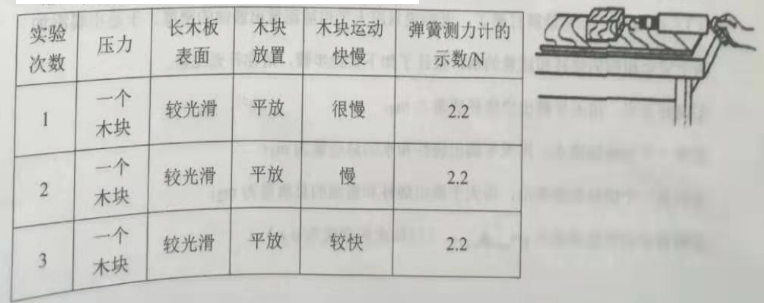 实验次数 压力 长木板表面 木块放置 木块运动快慢 弹簧测力计的示数/N
1 一个木块 较光滑 平放 很慢 2.2
2 一个木块 较光滑 平放 慢 2.2
3 一个木块 较光滑 平放 较快 2.2